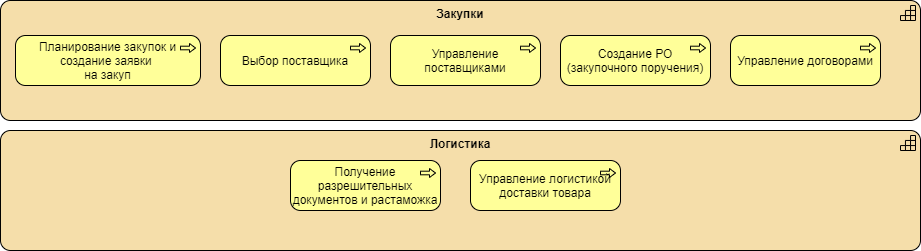 Закупки
Планирование закупок и
создание заявки
на закуп
Выбор поставщика
Управление
поставщиками
Создание PO
(закупочного поручения)
Управление договорами
Логистика
Получение
разрешительных
документов и растаможка
Управление логистикой
доставки товара